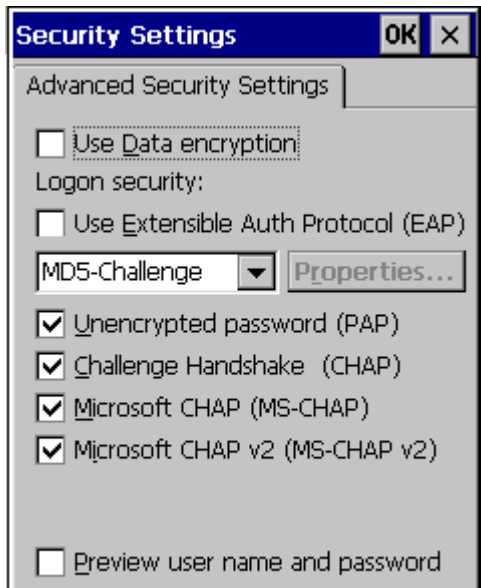 Security Settings OK ×
Advanced Security Settings
Use Data encryption
Logon security:
Use Extensible Auth Protocol (EAP)
MD5-Challenge Properties...
Unencrypted password (PAP)
Challenge Handshake (CHAP)
Microsoft CHAP (MS-CHAP)
Microsoft CHAP v2 (MS-CHAP v2)
Preview user name and password